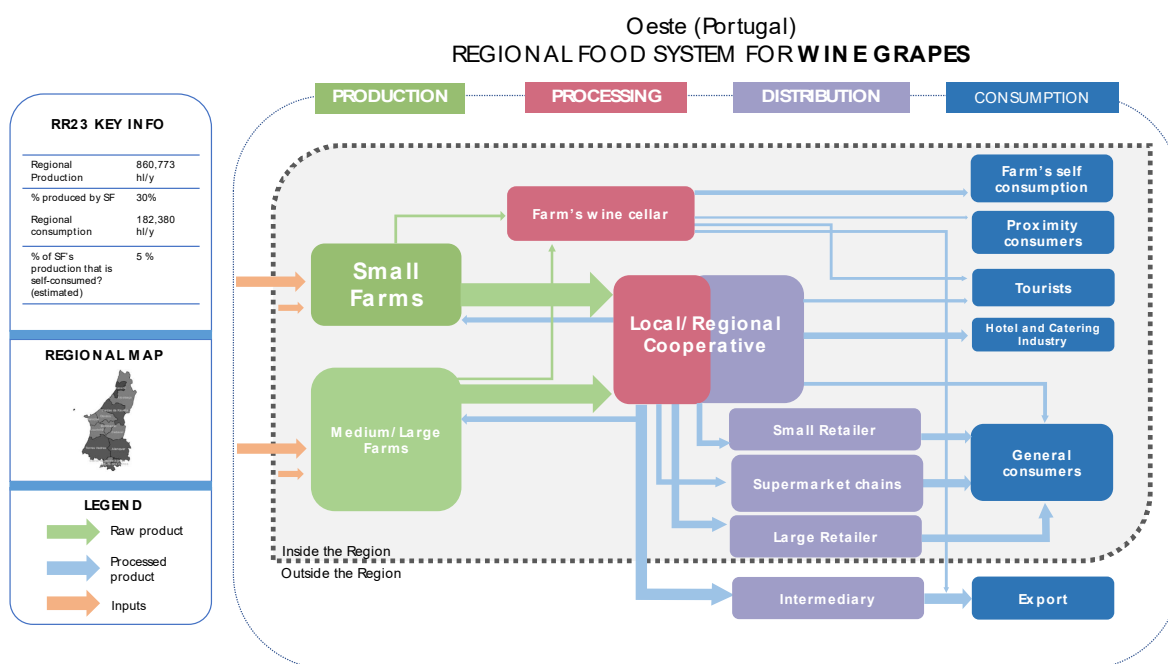 Oeste (Portugal)
REGIONAL FOOD SYSTEM FOR WINE GRAPES
PRODUCTION
PROCESSING
DISTRIBUTION
CONSUMPTION
RR23 KEY INFO
Regional
Production
860,773
hl/y
% produced by SF
30%
Regional
consumption
182,380
hl/y
% of SF's
production that is
self-consumed?
(estimated)
5 %
REGIONAL MAP
LEGEND
Raw product
Processed
product
Inputs
Small
Farms
Medium/ Large
Farms
Farm's wine cellar
Local/ Regional
Cooperative
Small Retailer
Supermarket chains
Large Retailer
Intermediary
Farm's self
consumption
Proximity
consumers
Tourists
Hotel and Catering
Industry
General
consumers
Export
Inside the Region
Outside the Region